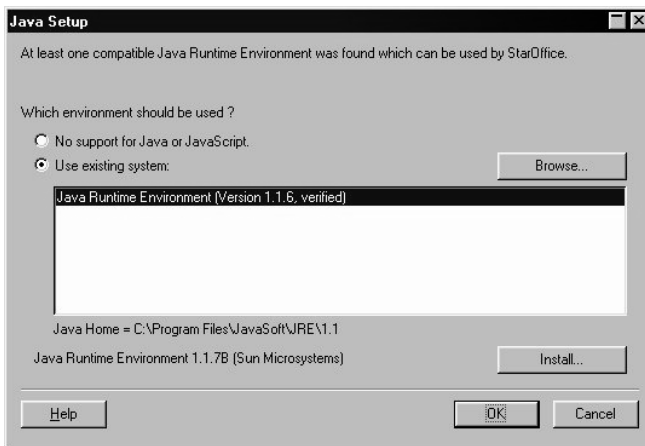 Java Setup
At least one compatible Java Runtime Environment was found which can be used by StarOffice.
Which environment should be used ?
No support for Java or JavaScript.
Use existing system:
Browse...
Java Runtime Environment (Version 1.1.6, verified)
Java Home = C:\Program Files\JavaSoft\JRE\1.1
Java Runtime Environment 1.1.7B (Sun Microsystems)
Install...
Help
OK
Cancel